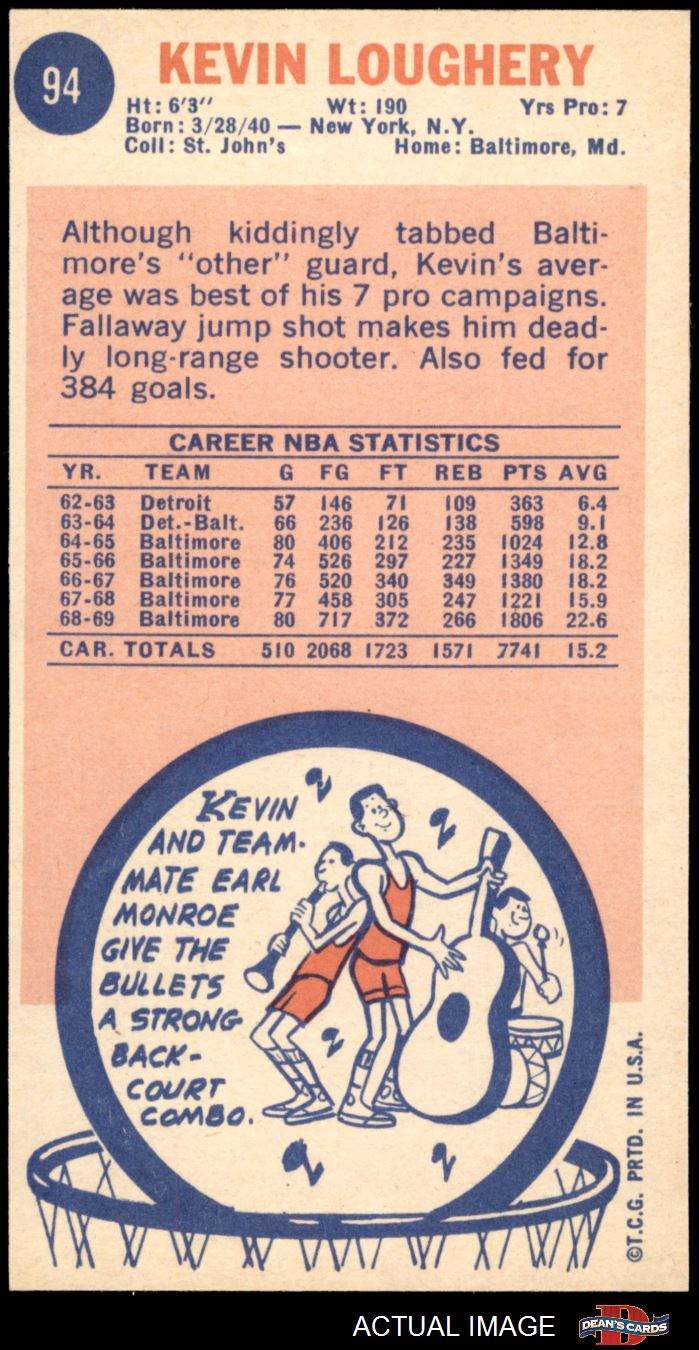 94
KEVIN LOUGHERY
Ht: 6'3" Wt: 190 Yrs Pro: 7
Born: 3/28/40 — New York, N.Y.
Coll: St. John's Home: Baltimore, Md.
Although kiddingly tabbed Balti-
more's "other" guard, Kevin's aver-
age was best of his 7 pro campaigns.
Fallaway jump shot makes him dead-
ly long-range shooter. Also fed for
384 goals.
CAREER NBA STATISTICS
YR. TEAM G FG FT REB PTS AVG
62-63 Detroit 57 146 71 109 363 6.4
63-64 Det.-Balt. 66 236 126 138 598 9.1
64-65 Baltimore 80 406 212 235 1024 12.8
65-66 Baltimore 74 526 297 227 1349 18.2
66-67 Baltimore 76 520 340 349 1380 18.2
67-68 Baltimore 77 458 305 247 1221 15.9
68-69 Baltimore 80 717 372 266 1806 22.6
CAR. TOTALS 510 2068 1723 1571 7741 15.2
KEVIN
AND TEAM-
MATE EARL
MONROE
GIVE THE
BULLETS
A STRONG
BACK-
COURT
COMBO.
©T.C.G. PRTD. IN U.S.A.
ACTUAL IMAGE
D
DEAN'S CARDS